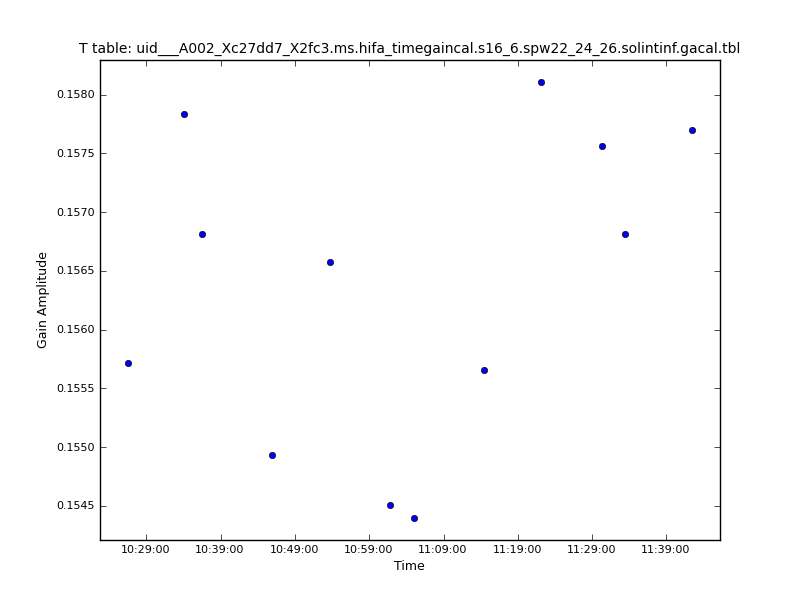 T table: uid___A002_Xc27dd7_X2fc3.ms.hifa_timegaincal.s16_6.spw22_24_26.solintinf.gacal.tbl
Gain Amplitude
0.1580
0.1575
0.1570
0.1565
0.1560
0.1555
0.1550
0.1545
10:29:00 10:39:00 10:49:00 10:59:00 11:09:00 11:19:00 11:29:00 11:39:00
Time